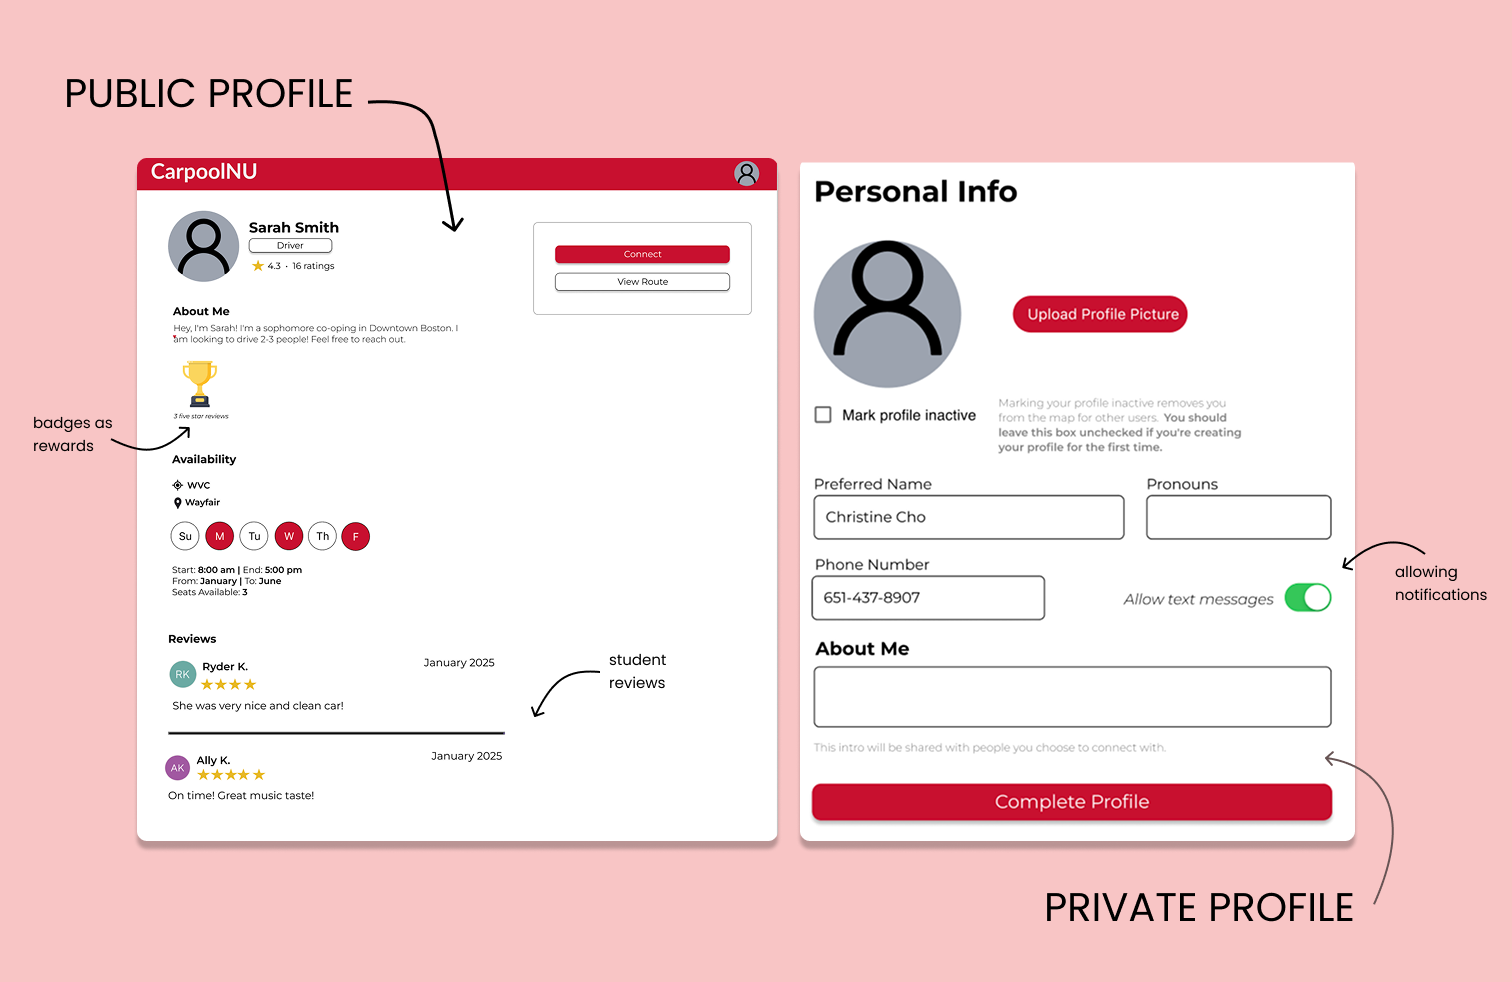 PUBLIC PROFILE
CarpoolNU
Sarah Smith
Driver
4.3 · 16 ratings
Connect
View Route
About Me
Hey, I'm Sarah! I'm a sophomore co-oping in Downtown Boston. I
am looking to drive 2-3 people! Feel free to reach out.
3 five star reviews
badges as
rewards
Availability
WVC
Wayfair
Su M Tu W Th F
Start: 8:00 am | End: 5:00 pm
From: January | To: June
Seats Available: 3
Reviews
RK
Ryder K.
January 2025
She was very nice and clean car!
student
reviews
AK
Ally K.
January 2025
On time! Great music taste!
Personal Info
Upload Profile Picture
Mark profile inactive
Marking your profile inactive removes you
from the map for other users. You should
leave this box unchecked if you're creating
your profile for the first time.
Preferred Name
Pronouns
Christine Cho
Phone Number
651-437-8907
Allow text messages
allowing
notifications
About Me
This intro will be shared with people you choose to connect with.
Complete Profile
PRIVATE PROFILE